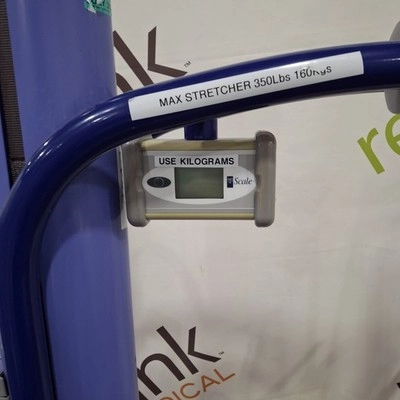 nk
MAX STRETCHER 350Lbs 160Kgs
re
USE KILOGRAMS
Scale
nk
ICAL